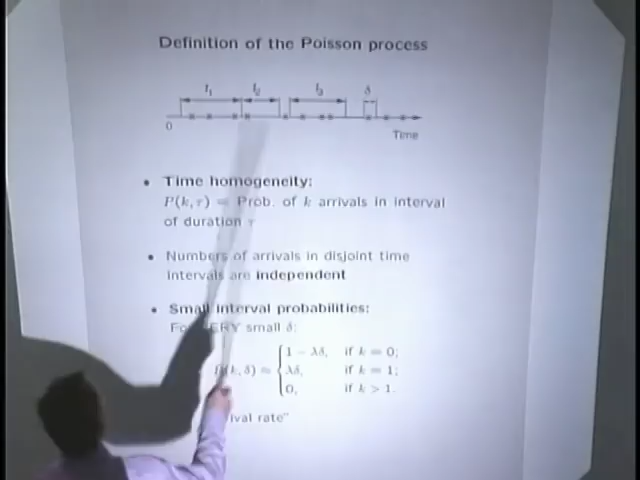 Definition of the Poisson process
t₁ t₂ t₃ δ
0
Time
• Time homogeneity:
P(k, τ) = Prob. of k arrivals in interval
of duration τ
• Numbers of arrivals in disjoint time
intervals are independent
• Small interval probabilities:
For VERY small δ:
1 − λδ, if k = 0;
P(k, δ) ≈ λδ, if k = 1;
0, if k > 1.
ival rate"